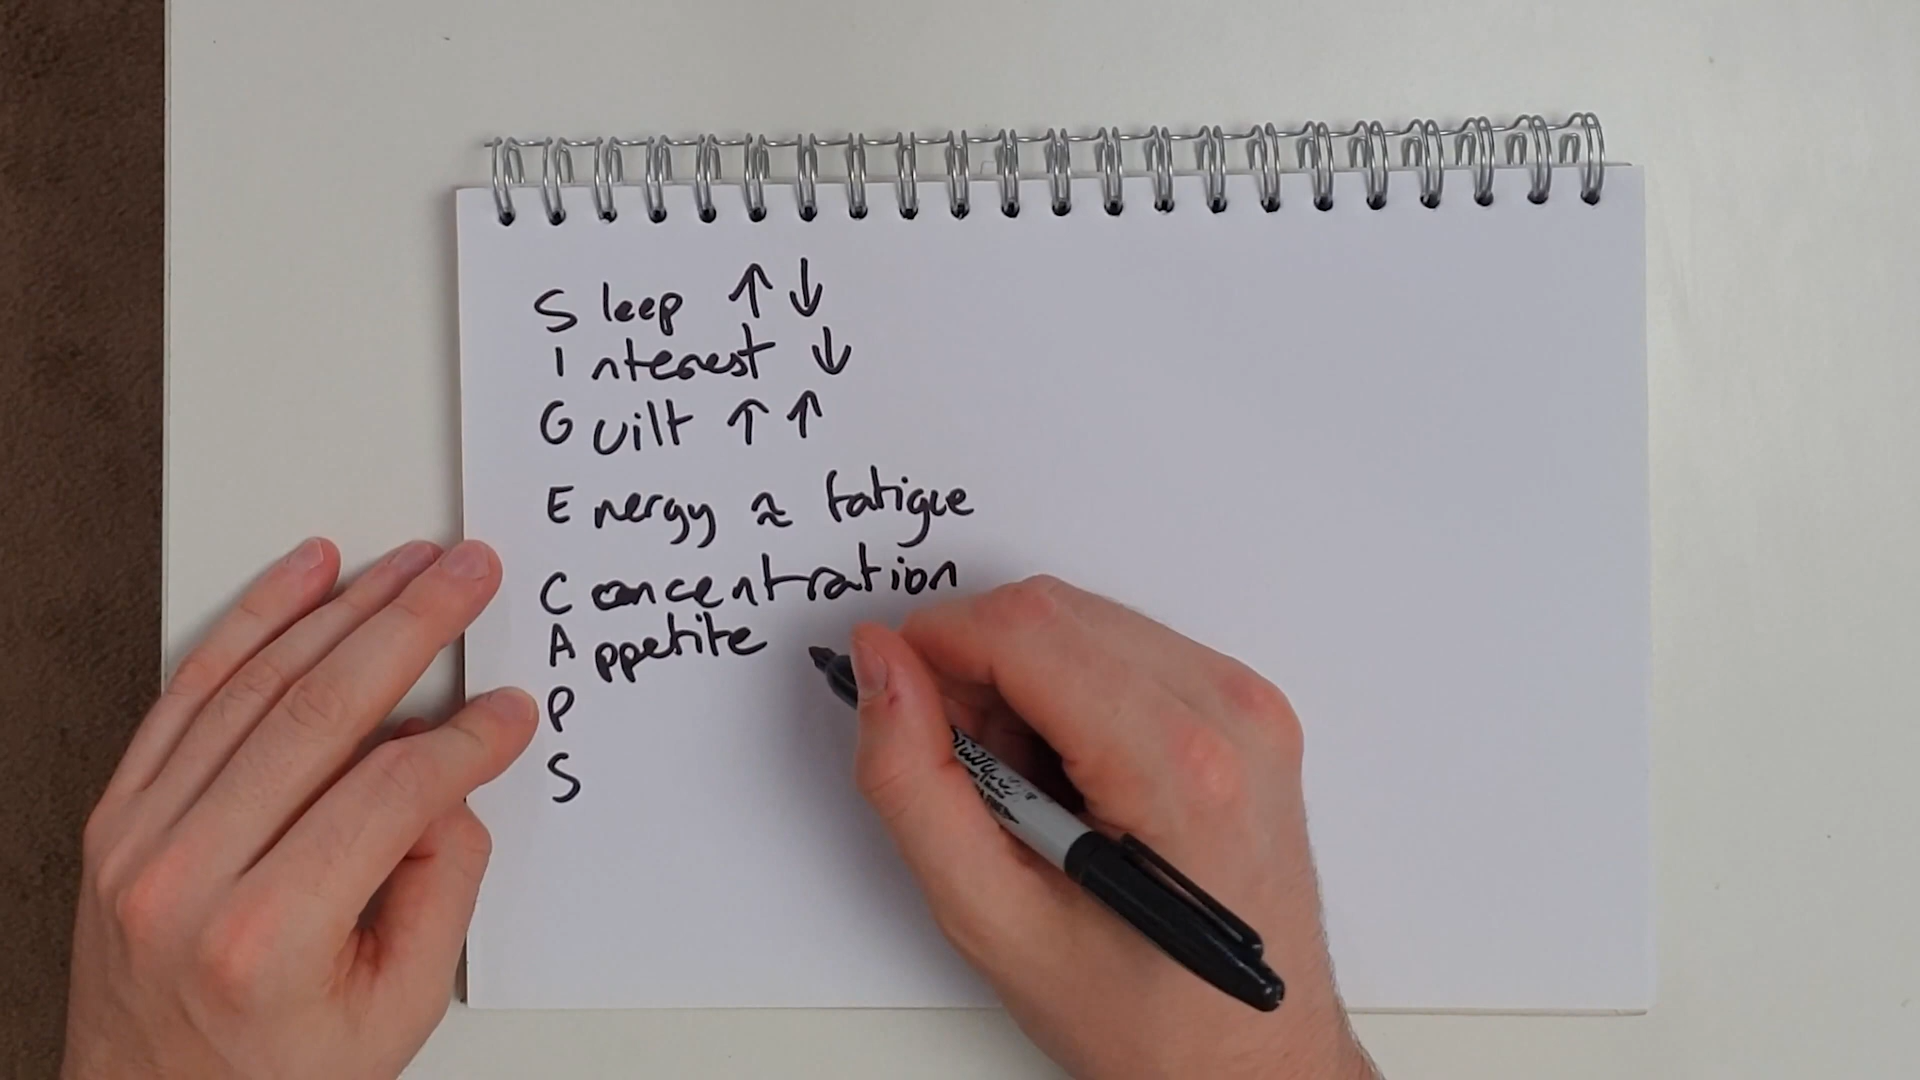 Sleep ↑ ↓
Interest ↓
Guilt ↑ ↑
Energy ≈ fatigue
Concentration
Appetite
P
S